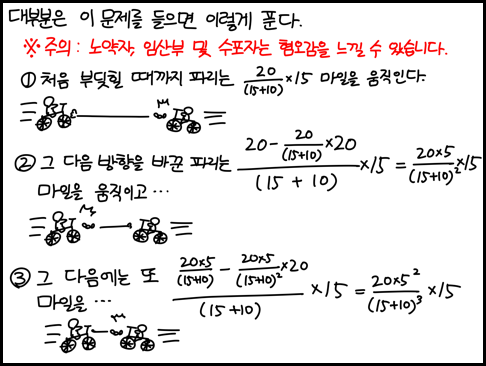 대부분은 이 문제를 들으면 이렇게 푼다.
※ 주의 : 노약자, 임산부 및 수포자는 혐오감을 느낄 수 있습니다.
① 처음 부딪힐 때까지 파리는 20/(15+10) ×15 마일을 움직인다.
② 그 다음 방향을 바꾼 파리는 (20 - 20/(15+10) ×20)/(15 + 10) ×15 = 20×5/(15+10)² ×15
마일을 움직이고 ···
③ 그 다음에는 또 (20×5/(15+10) - 20×5/(15+10)² ×20)/(15+10) ×15 = 20×5²/(15+10)³ ×15
마일을 ···